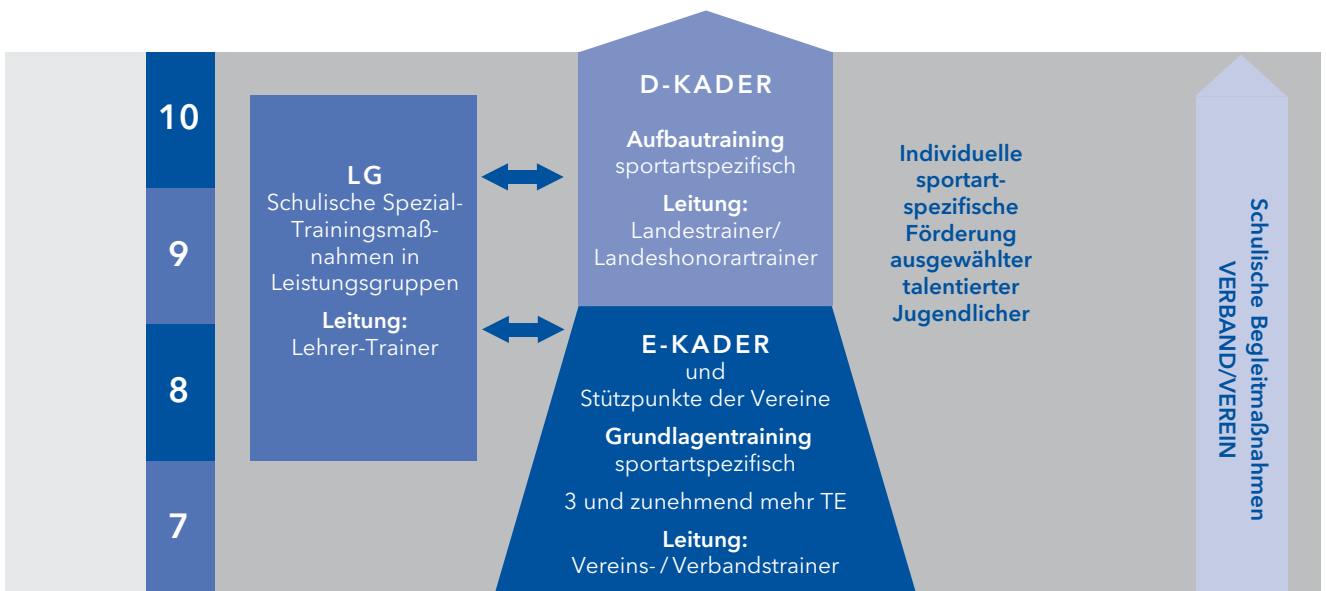 10
9
8
7
LG
Schulische Spezial-
Trainingsmaß-
nahmen in
Leistungsgruppen
Leitung:
Lehrer-Trainer
D-KADER
Aufbautraining
sportartspezifisch
Leitung:
Landestrainer/
Landeshonorartrainer
E-KADER
und
Stützpunkte der Vereine
Grundlagentraining
sportartspezifisch
3 und zunehmend mehr TE
Leitung:
Vereins- / Verbandstrainer
Individuelle
sportart-
spezifische
Förderung
ausgewählter
talentierter
Jugendlicher
Schulische Begleitmaßnahmen
VERBAND/VEREIN